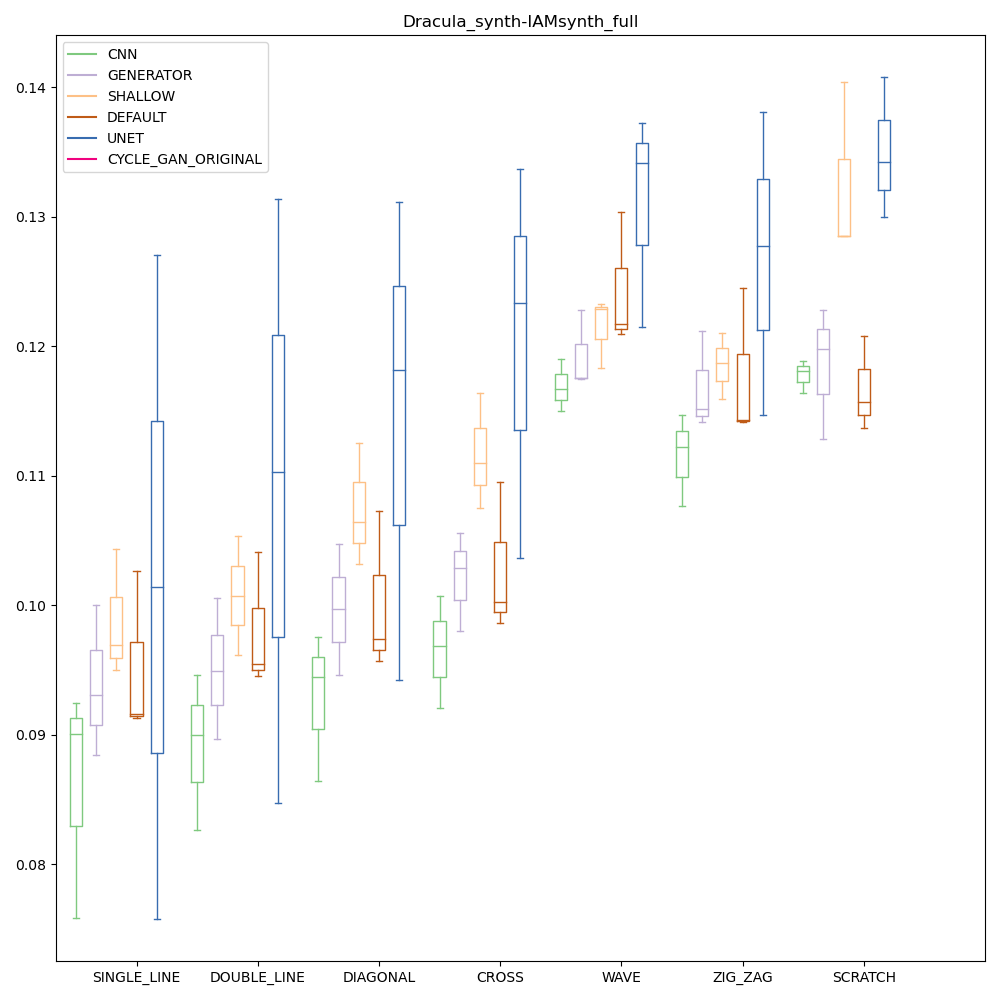 Dracula_synth-IAMsynth_full
CNN
GENERATOR
SHALLOW
DEFAULT
UNET
CYCLE_GAN_ORIGINAL
0.14
0.13
0.12
0.11
0.10
0.09
0.08
SINGLE_LINE DOUBLE_LINE DIAGONAL CROSS WAVE ZIG_ZAG SCRATCH